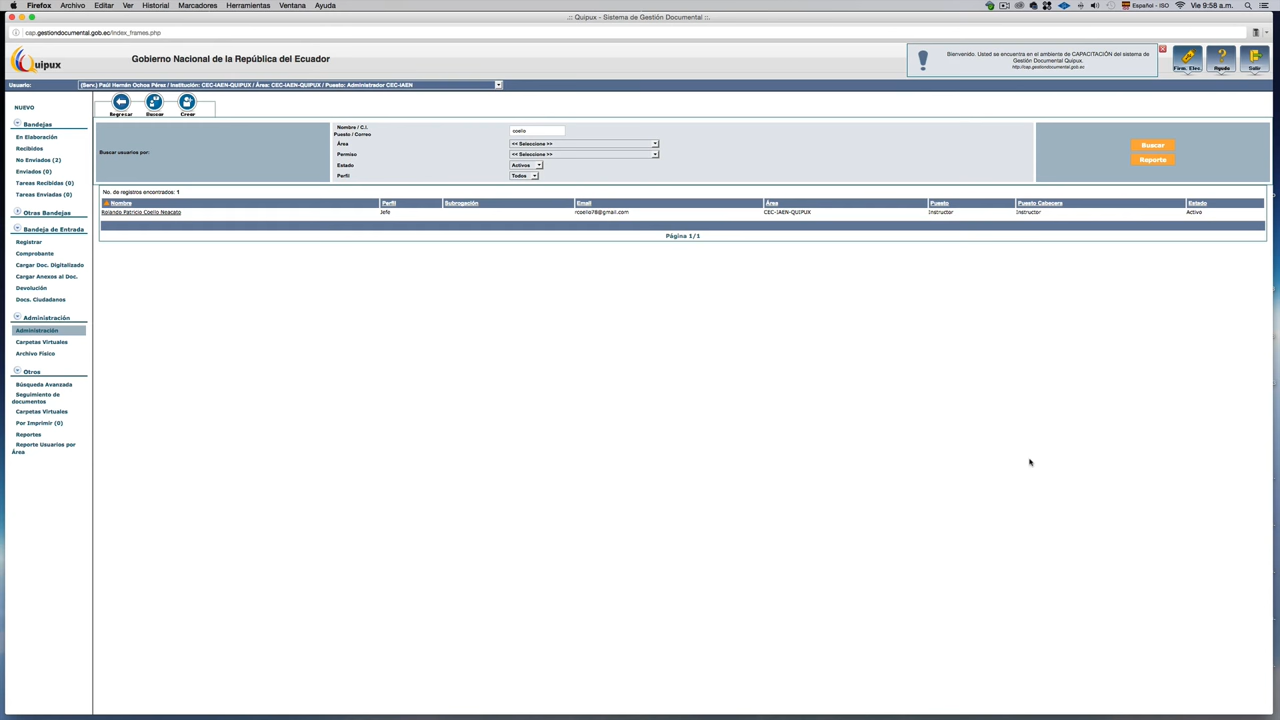 Firefox Archivo Editar Ver Historial Marcadores Herramientas Ventana Ayuda Español - ISO Vie 9:58 a.m.
.:: Quipux - Sistema de Gestión Documental ::.
cap.gestiondocumental.gob.ec/index_frames.php
Quipux
Gobierno Nacional de la República del Ecuador
Bienvenido. Usted se encuentra en el ambiente de CAPACITACIÓN del sistema de
Gestión Documental Quipux.
http://cap.gestiondocumental.gob.ec
Firm. Elec. Ayuda Salir
Usuario: (Serv.) Paúl Hernán Ochoa Pérez / Institución: CEC-IAEN-QUIPUX / Área: CEC-IAEN-QUIPUX / Puesto: Administrador CEC-IAEN
NUEVO
Bandejas
En Elaboración
Recibidos
No Enviados (2)
Enviados (0)
Tareas Recibidas (0)
Tareas Enviadas (0)
Otras Bandejas
Bandeja de Entrada
Registrar
Comprobante
Cargar Doc. Digitalizado
Cargar Anexos al Doc.
Devolución
Docs. Ciudadanos
Administración
Administración
Carpetas Virtuales
Archivo Físico
Otros
Búsqueda Avanzada
Seguimiento de
documentos
Carpetas Virtuales
Por Imprimir (0)
Reportes
Reporte Usuarios por
Área
Regresar Buscar Crear
Buscar usuarios por:
Nombre / C.I.
Puesto / Correo
coello
Área << Seleccione >>
Permiso << Seleccione >>
Estado Activos
Perfil Todos
Buscar
Reporte
No. de registros encontrados: 1
Nombre Perfil Subrogación Email Área Puesto Puesto Cabecera Estado
Rolando Patricio Coello Neacato Jefe rcoello78@gmail.com CEC-IAEN-QUIPUX Instructor Instructor Activo
Página 1/1